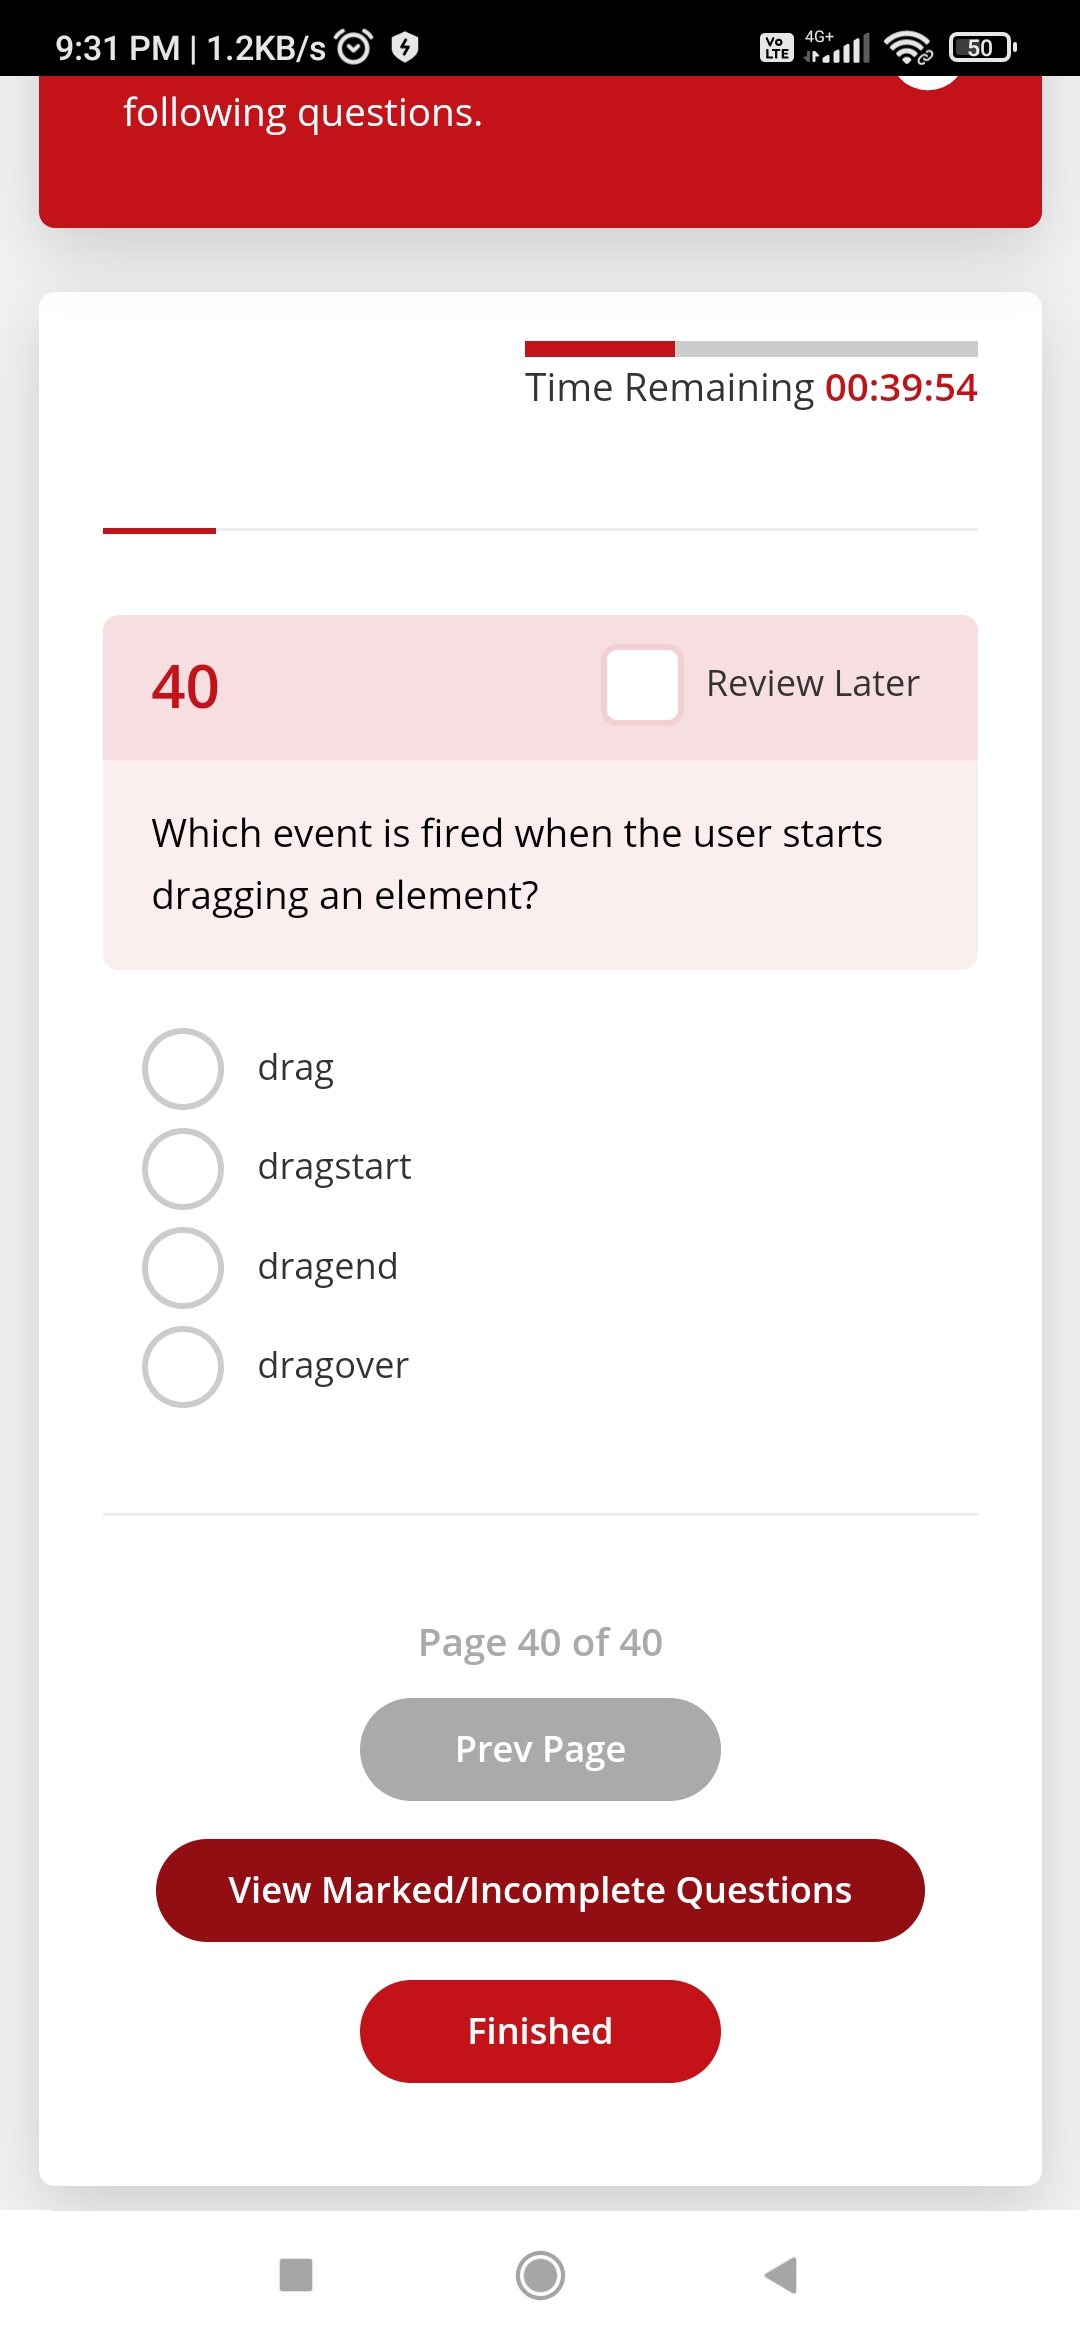 9:31 PM | 1.2KB/s
Vo LTE 4G+ 50
following questions.
Time Remaining 00:39:54
40
Review Later
Which event is fired when the user starts
dragging an element?
drag
dragstart
dragend
dragover
Page 40 of 40
Prev Page
View Marked/Incomplete Questions
Finished